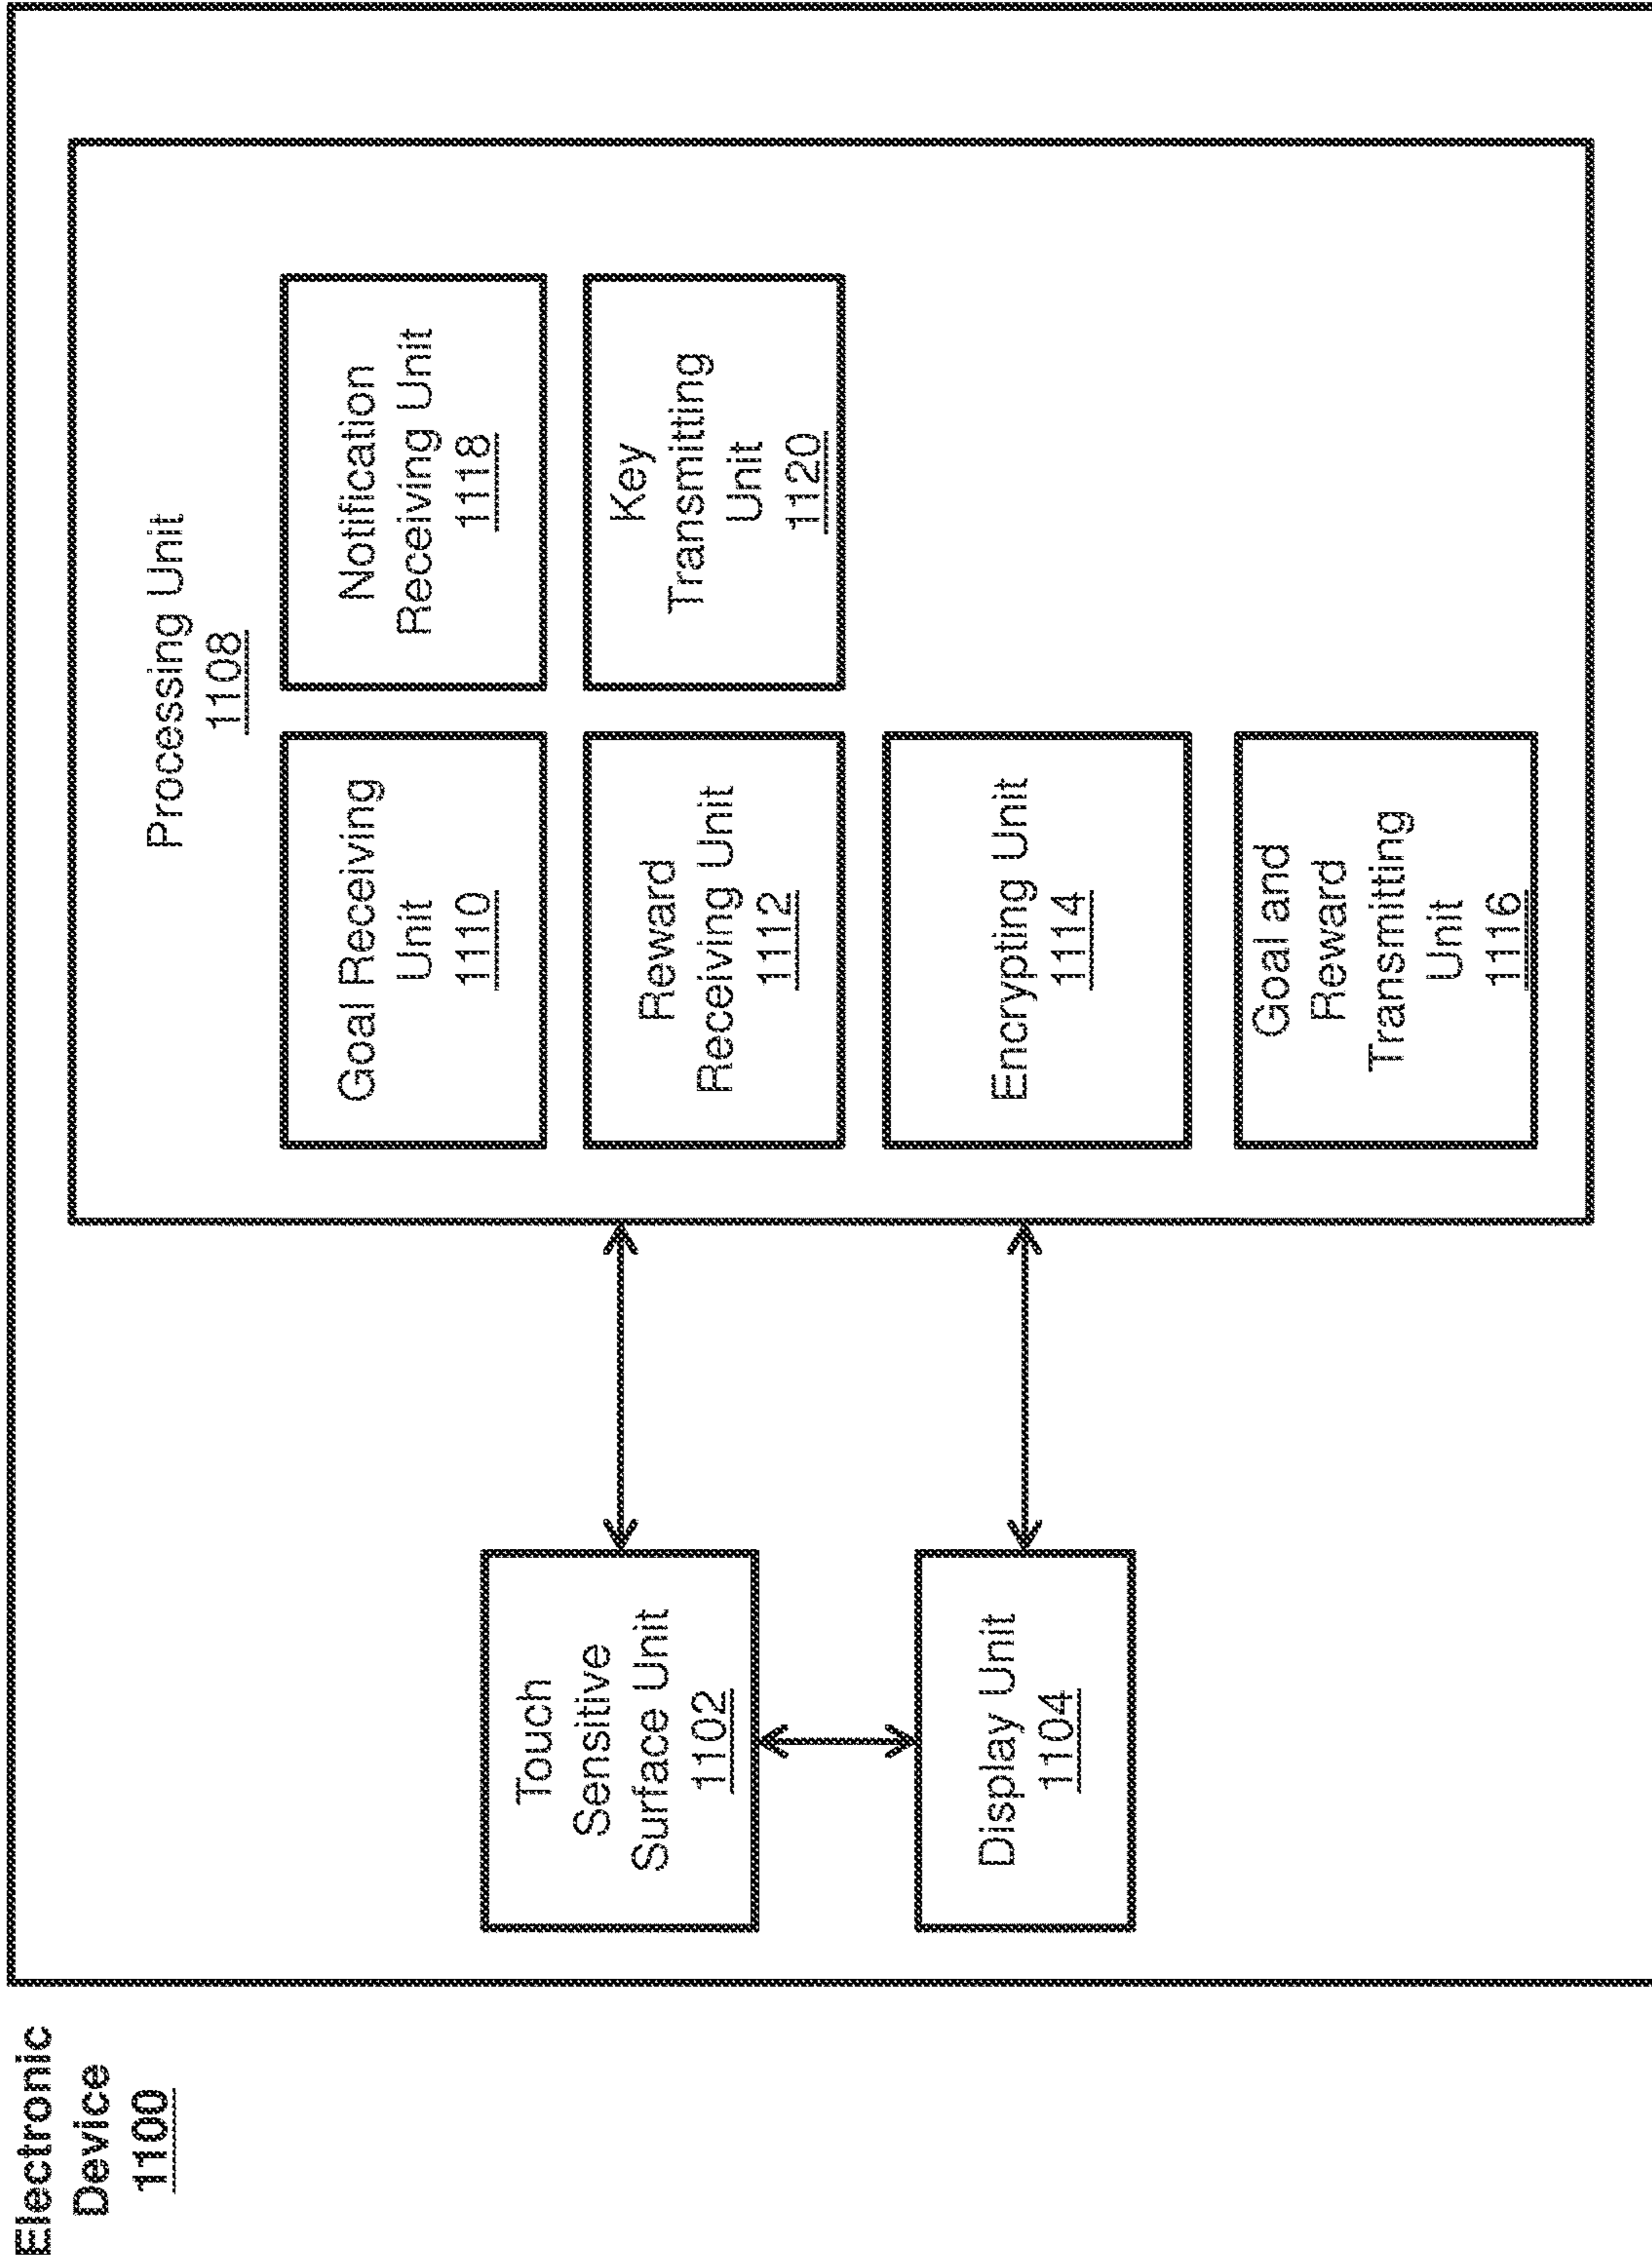 Electronic
Device
1100
Touch
Sensitive
Surface Unit
1102
Display Unit
1104
Processing Unit
1108
Goal Receiving
Unit
1110
Notification
Receiving Unit
1118
Reward
Receiving Unit
1112
Key
Transmitting
Unit
1120
Encrypting Unit
1114
Goal and
Reward
Transmitting
Unit
1116